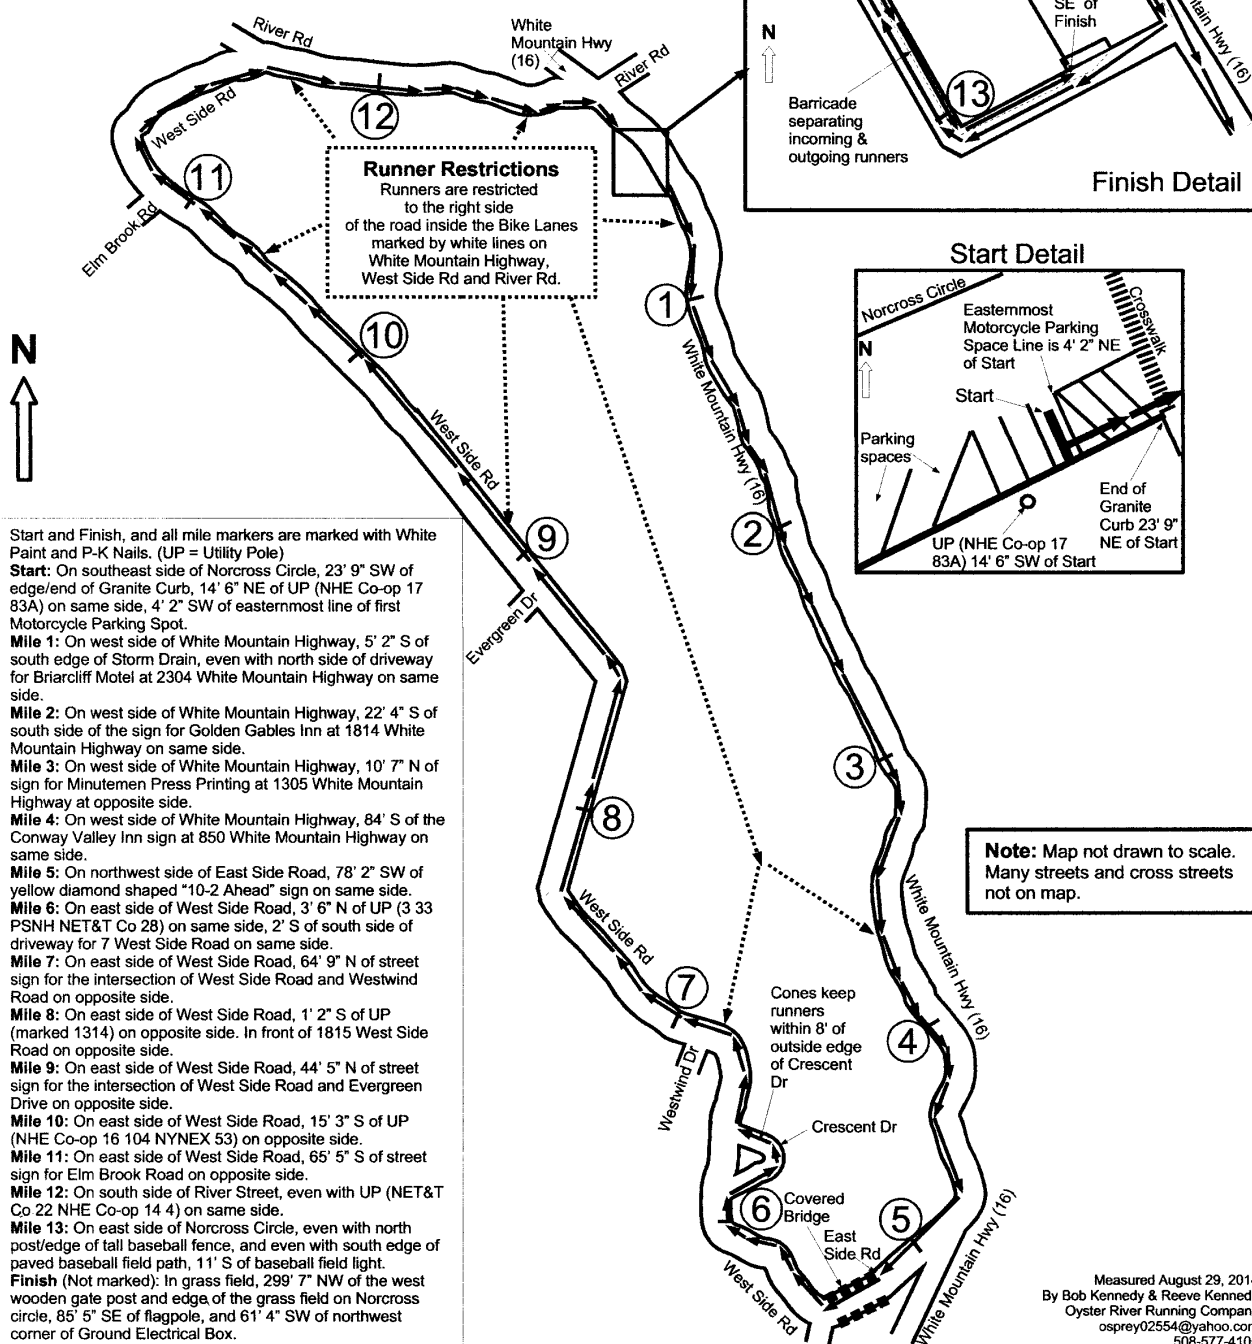 River Rd
White
Mountain Hwy
(16)
River Rd
West Side Rd
12
11
Elm Brook Rd
Runner Restrictions
Runners are restricted
to the right side
of the road inside the Bike Lanes
marked by white lines on
White Mountain Highway,
West Side Rd and River Rd.
N
SE of
Finish
Mountain Hwy (16)
13
Barricade
separating
incoming &
outgoing runners
Finish Detail
Start Detail
Norcross Circle
Crosswalk
Easternmost
Motorcycle Parking
Space Line is 4' 2" NE
of Start
N
Start
Parking
spaces
End of
Granite
Curb 23' 9"
NE of Start
UP (NHE Co-op 17
83A) 14' 6" SW of Start
N
10
1
White Mountain Hwy (16)
West Side Rd
2
9
Evergreen Dr
3
8
Note: Map not drawn to scale.
Many streets and cross streets
not on map.
West Side Rd
White Mountain Hwy (16)
7
4
Cones keep
runners
within 8' of
outside edge
of Crescent
Dr
Westwind Dr
Crescent Dr
6
Covered
Bridge
5
East
Side Rd
West Side Rd
White Mountain Hwy (16)
Start and Finish, and all mile markers are marked with White
Paint and P-K Nails. (UP = Utility Pole)
Start: On southeast side of Norcross Circle, 23' 9" SW of
edge/end of Granite Curb, 14' 6" NE of UP (NHE Co-op 17
83A) on same side, 4' 2" SW of easternmost line of first
Motorcycle Parking Spot.
Mile 1: On west side of White Mountain Highway, 5' 2" S of
south edge of Storm Drain, even with north side of driveway
for Briarcliff Motel at 2304 White Mountain Highway on same
side.
Mile 2: On west side of White Mountain Highway, 22' 4" S of
south side of the sign for Golden Gables Inn at 1814 White
Mountain Highway on same side.
Mile 3: On west side of White Mountain Highway, 10' 7" N of
sign for Minutemen Press Printing at 1305 White Mountain
Highway at opposite side.
Mile 4: On west side of White Mountain Highway, 84' S of the
Conway Valley Inn sign at 850 White Mountain Highway on
same side.
Mile 5: On northwest side of East Side Road, 78' 2" SW of
yellow diamond shaped "10-2 Ahead" sign on same side.
Mile 6: On east side of West Side Road, 3' 6" N of UP (3 33
PSNH NET&T Co 28) on same side, 2' S of south side of
driveway for 7 West Side Road on same side.
Mile 7: On east side of West Side Road, 64' 9" N of street
sign for the intersection of West Side Road and Westwind
Road on opposite side.
Mile 8: On east side of West Side Road, 1' 2" S of UP
(marked 1314) on opposite side. In front of 1815 West Side
Road on opposite side.
Mile 9: On east side of West Side Road, 44' 5" N of street
sign for the intersection of West Side Road and Evergreen
Drive on opposite side.
Mile 10: On east side of West Side Road, 15' 3" S of UP
(NHE Co-op 16 104 NYNEX 53) on opposite side.
Mile 11: On east side of West Side Road, 65' 5" S of street
sign for Elm Brook Road on opposite side.
Mile 12: On south side of River Street, even with UP (NET&T
Co 22 NHE Co-op 14 4) on same side.
Mile 13: On east side of Norcross Circle, even with north
post/edge of tall baseball fence, and even with south edge of
paved baseball field path, 11' S of baseball field light.
Finish (Not marked): In grass field, 299' 7" NW of the west
wooden gate post and edge of the grass field on Norcross
circle, 85' 5" SE of flagpole, and 61' 4" SW of northwest
corner of Ground Electrical Box.
Measured August 29, 201
By Bob Kennedy & Reeve Kenned
Oyster River Running Compan
osprey02554@yahoo.co
508-577-410